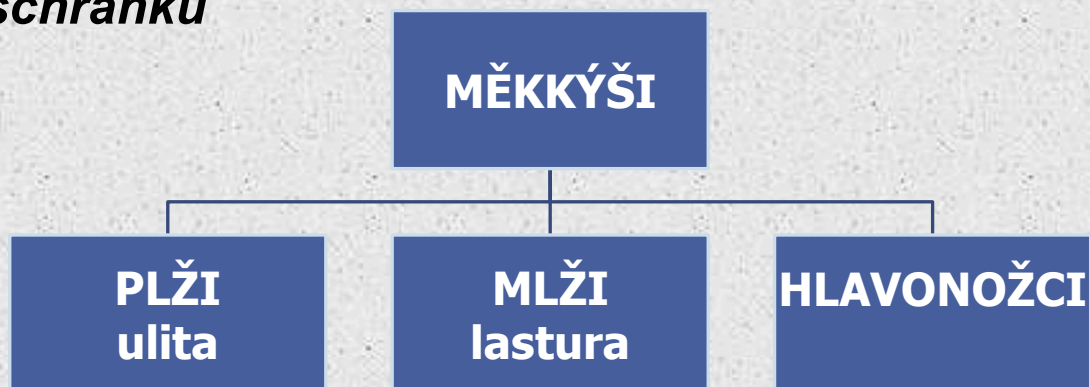 schránku
MĚKKÝŠI
PLŽI
ulita
MLŽI
lastura
HLAVONOŽCI